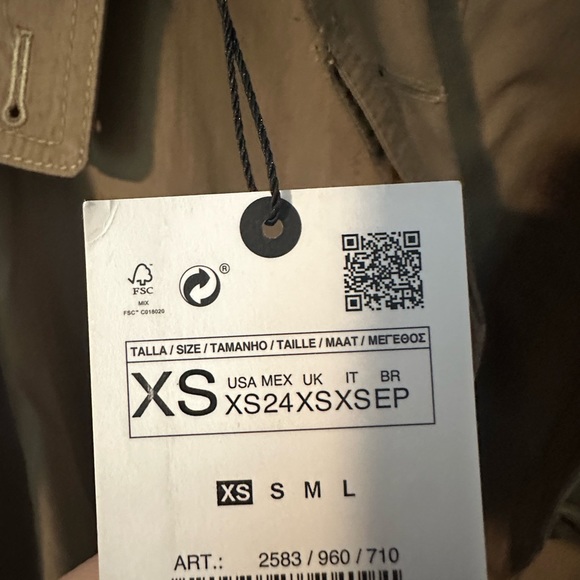 FSC
MIX
FSC™ C018020
®
TALLA / SIZE / TAMANHO / TAILLE / MAAT / ΜΕΓΕΘΟΣ
XS
USA MEX UK IT BR
XS 24 XS XS EP
XS S M L
ART.: 2583 / 960 / 710